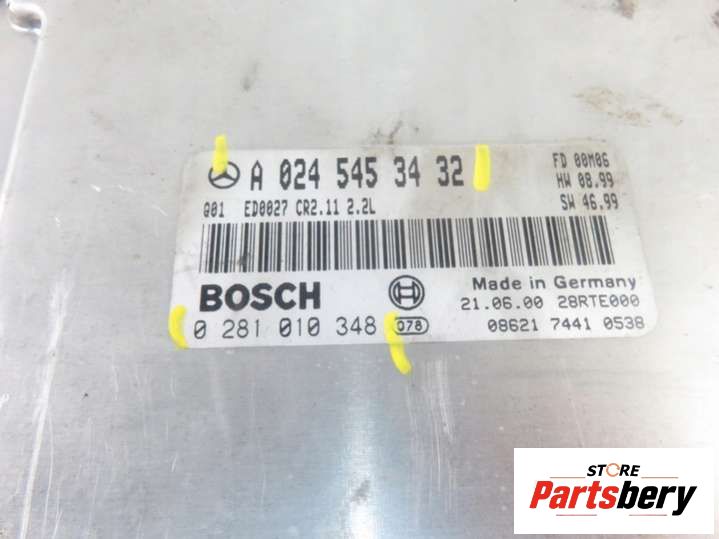 A 024 545 34 32
FD 00M06
HW 08.99
SW 46.99
Q01 ED0027 CR2.11 2.2L
BOSCH
Made in Germany
21.06.00 28RTE000
0 281 010 348 078
08621 7441 0538
STORE
Partsbery